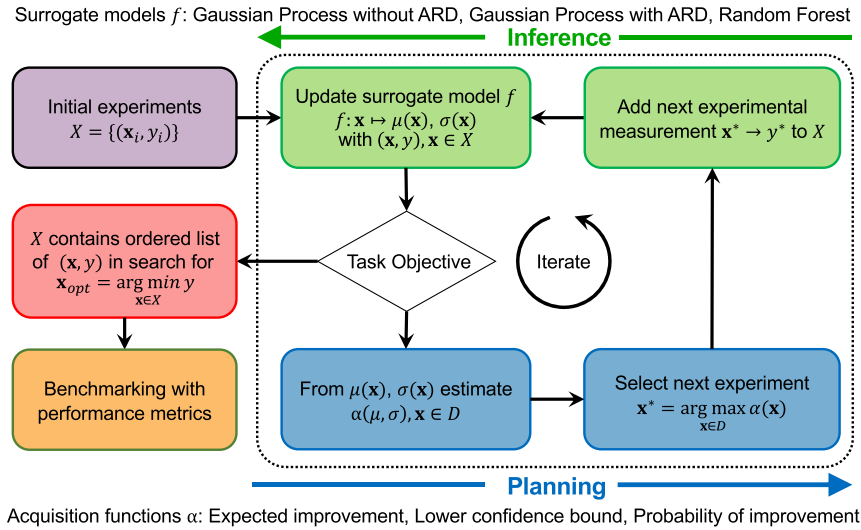 Surrogate models f: Gaussian Process without ARD, Gaussian Process with ARD, Random Forest
Inference
Initial experiments
X = {(𝐱ᵢ, yᵢ)}
Update surrogate model f
f: 𝐱 ↦ μ(𝐱), σ(𝐱)
with (𝐱, y), 𝐱 ∈ X
Add next experimental
measurement 𝐱* → y* to X
X contains ordered list
of (𝐱, y) in search for
𝐱ₒₚₜ = arg min y
𝐱∈X
Task Objective
Iterate
Benchmarking with
performance metrics
From μ(𝐱), σ(𝐱) estimate
α(μ, σ), 𝐱 ∈ D
Select next experiment
𝐱* = arg max α(𝐱)
𝐱∈D
Planning
Acquisition functions α: Expected improvement, Lower confidence bound, Probability of improvement